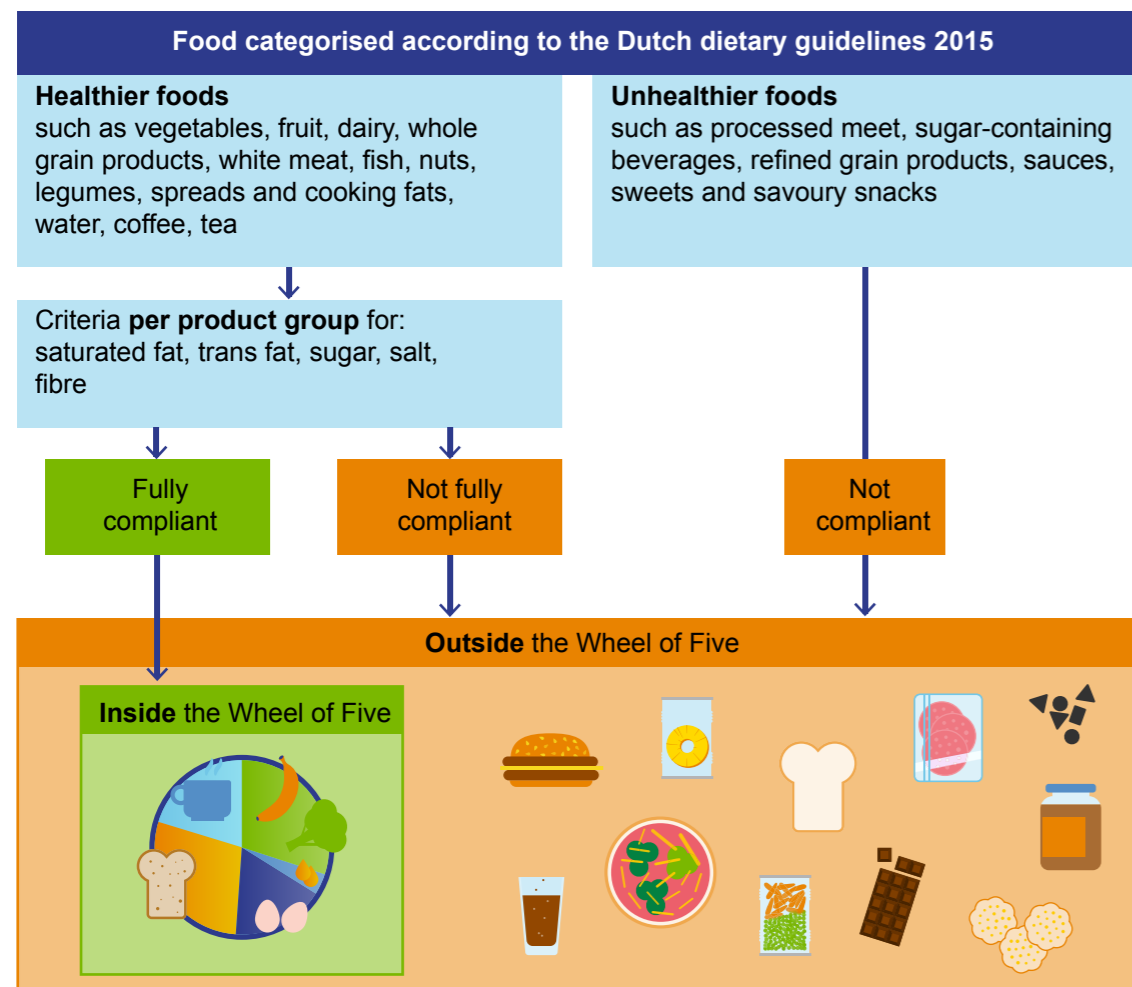 Food categorised according to the Dutch dietary guidelines 2015
Healthier foods
such as vegetables, fruit, dairy, whole
grain products, white meat, fish, nuts,
legumes, spreads and cooking fats,
water, coffee, tea
Unhealthier foods
such as processed meet, sugar-containing
beverages, refined grain products, sauces,
sweets and savoury snacks
Criteria per product group for:
saturated fat, trans fat, sugar, salt,
fibre
Fully
compliant
Not fully
compliant
Not
compliant
Outside the Wheel of Five
Inside the Wheel of Five